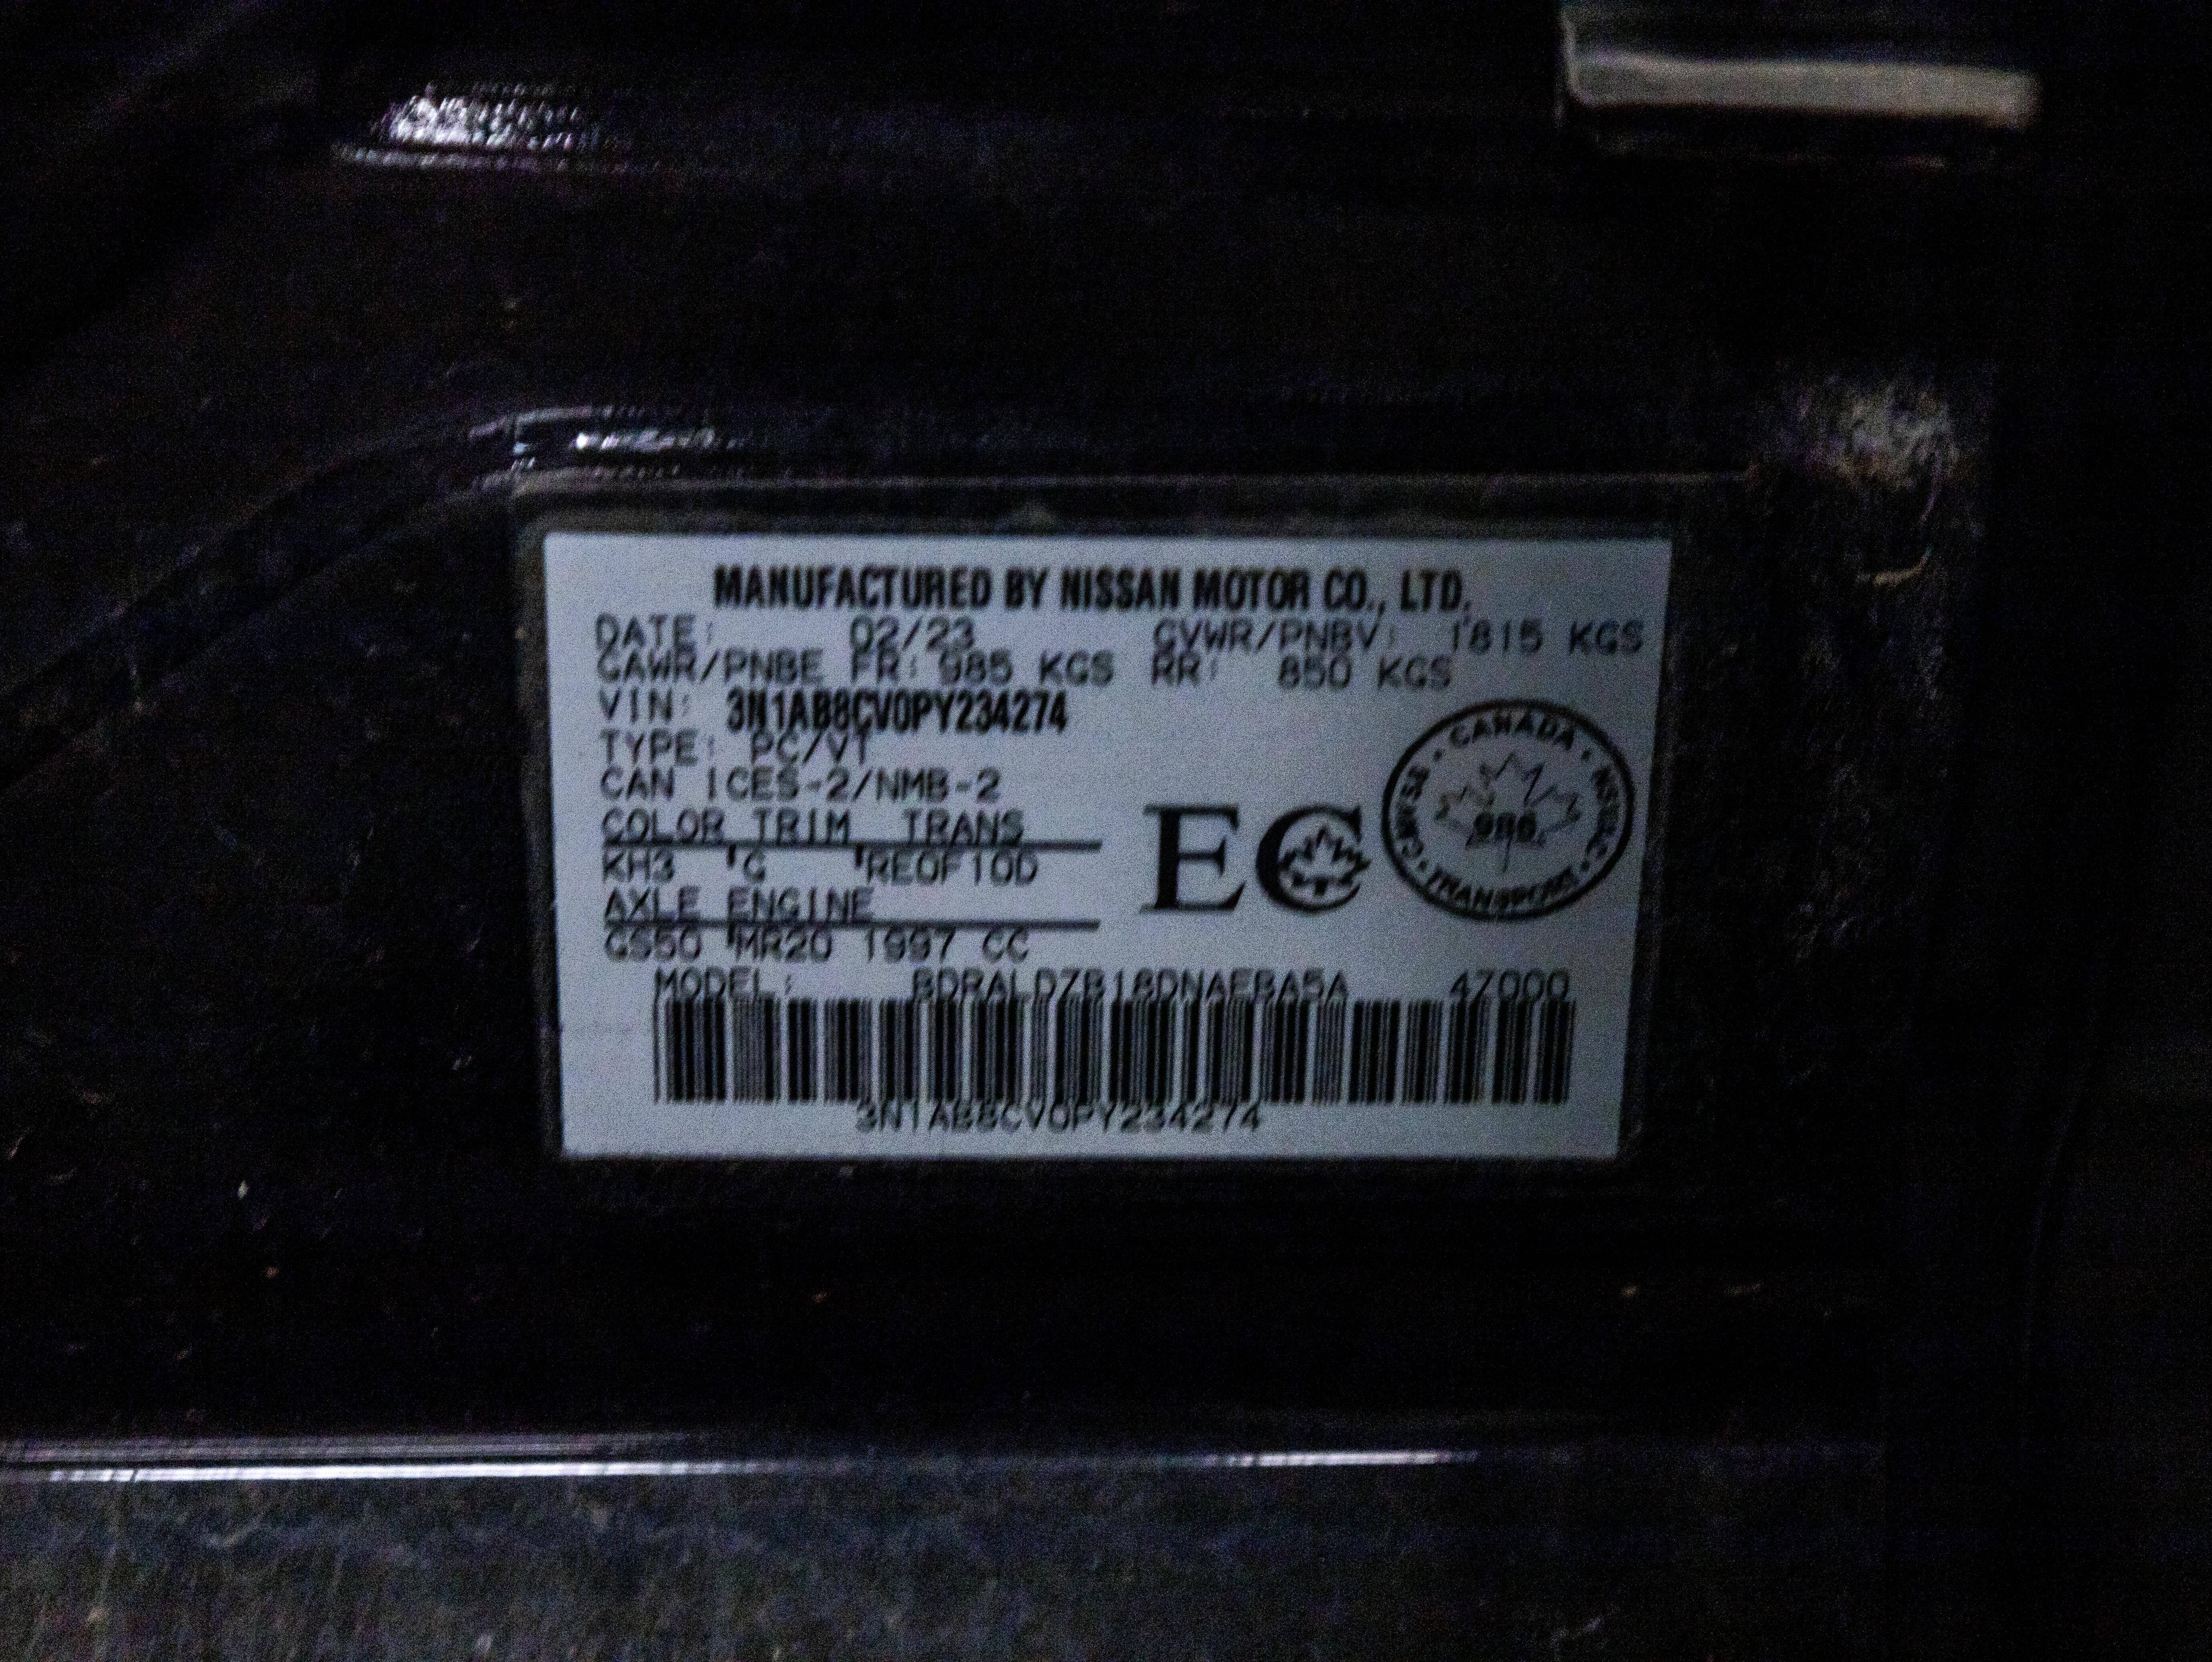 MANUFACTURED BY NISSAN MOTOR CO., LTD.
DATE: 02/23 GVWR/PNBV: 1815 KGS
GAWR/PNBE FR: 985 KGS RR: 850 KGS
VIN: 3N1AB8CV0PY234274
TYPE: PC/VT
CAN ICES-2/NMB-2
COLOR TRIM TRANS
KH3 G RE0F10D
AXLE ENGINE
GS50 MR20 1997 CC
EC
CANADA
TRANSPORT
MODEL: BDRALDZB18DNAEBA5A 47000
3N1AB8CV0PY234274